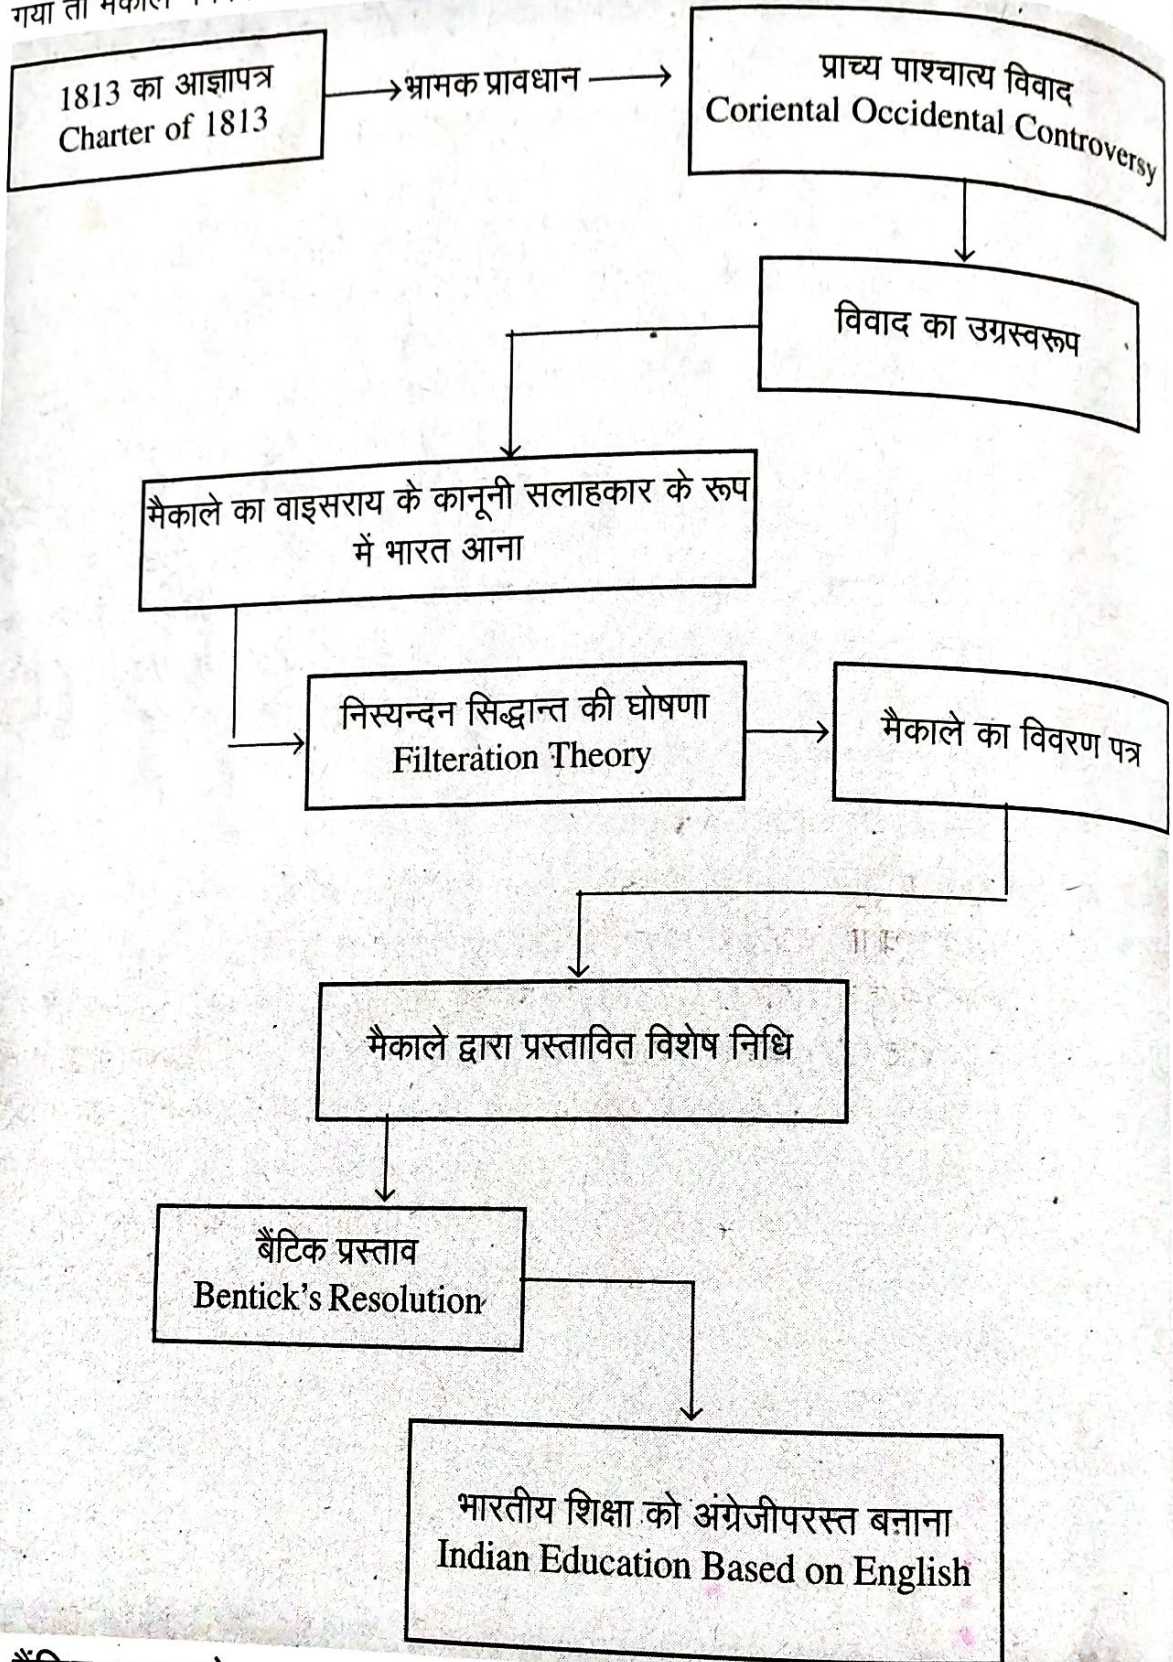 गया तो मैकाले
1813 का आज्ञापत्र
Charter of 1813
भ्रामक प्रावधान
प्राच्य पाश्चात्य विवाद
Coriental Occidental Controversy
विवाद का उग्रस्वरूप
मैकाले का वाइसराय के कानूनी सलाहकार के रूप
में भारत आना
निस्यन्दन सिद्धान्त की घोषणा
Filteration Theory
मैकाले का विवरण पत्र
मैकाले द्वारा प्रस्तावित विशेष निधि
बैंटिक प्रस्ताव
Bentick's Resolution
भारतीय शिक्षा को अंग्रेजीपरस्त बनाना
Indian Education Based on English